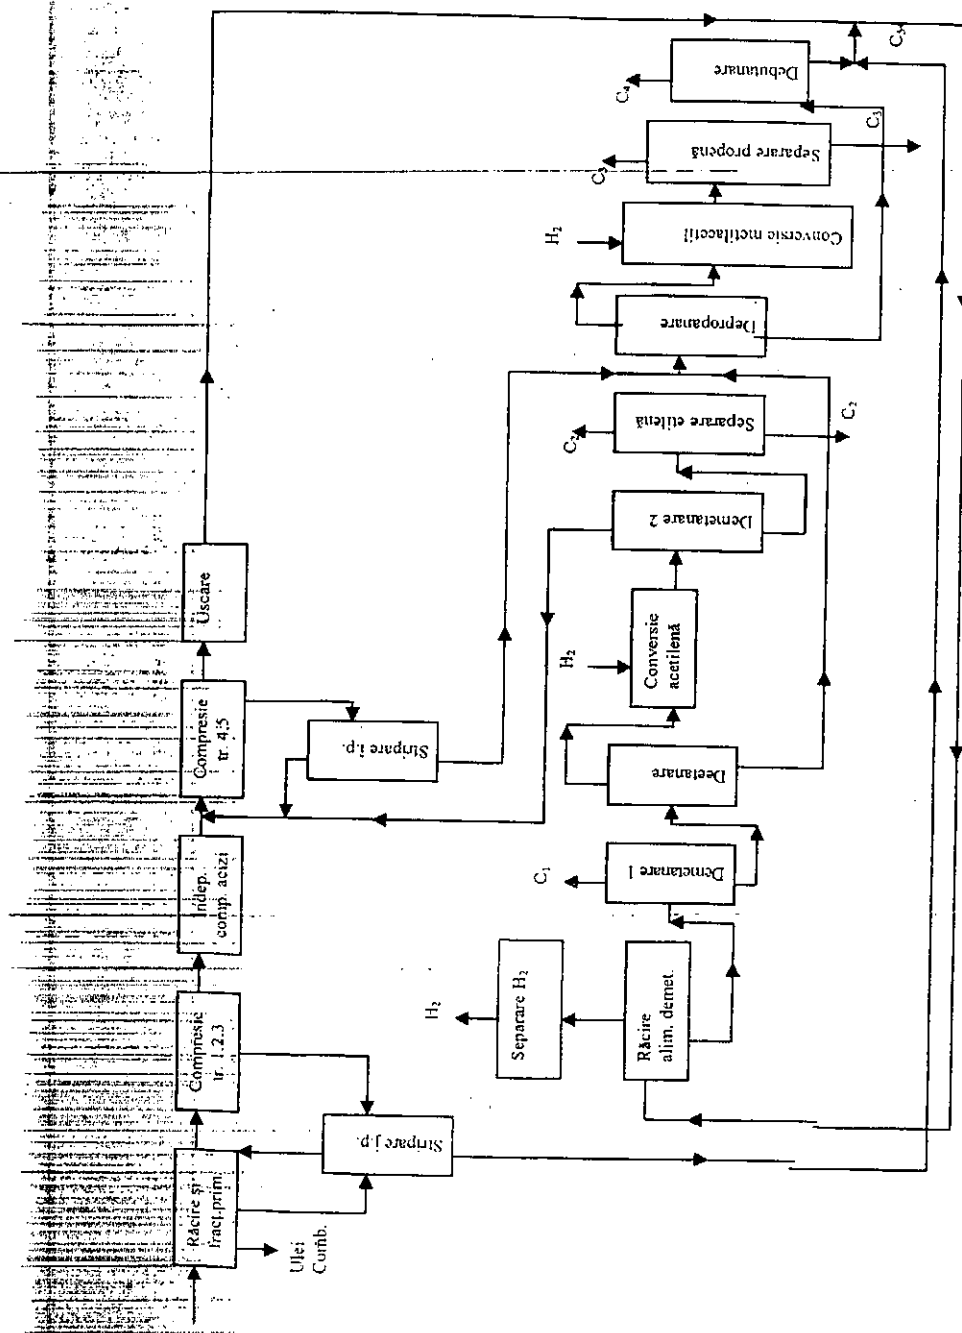 Răcire și
fracț.prim.
Ulei
Comb.
Compresie
tr. 1.2.3
Stripare j.p.
Indep.
comp. acizi
Compresie
tr. 4;5
Stripare i.p.
Uscare
H₂
Separare H₂
Răcire
alim. demet.
C₁
Demetanare 1
Deetanare
H₂
Conversie
acetilenă
Demetanare 2
C₂
Separare etilenă
C₂
Depropanare
H₂
Conversie metilacetil
C₃
Separare propenă
C₃
C₄
Debutanare
C₅